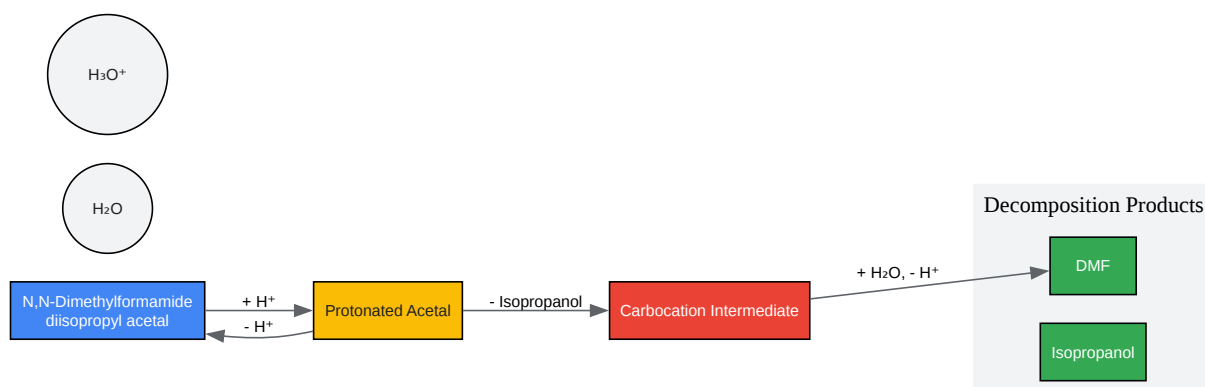 H₃O⁺
H₂O
Decomposition Products
DMF
+ H₂O, - H⁺
N,N-Dimethylformamide
diisopropyl acetal
+ H⁺
- H⁺
Protonated Acetal
- Isopropanol
Carbocation Intermediate
Isopropanol